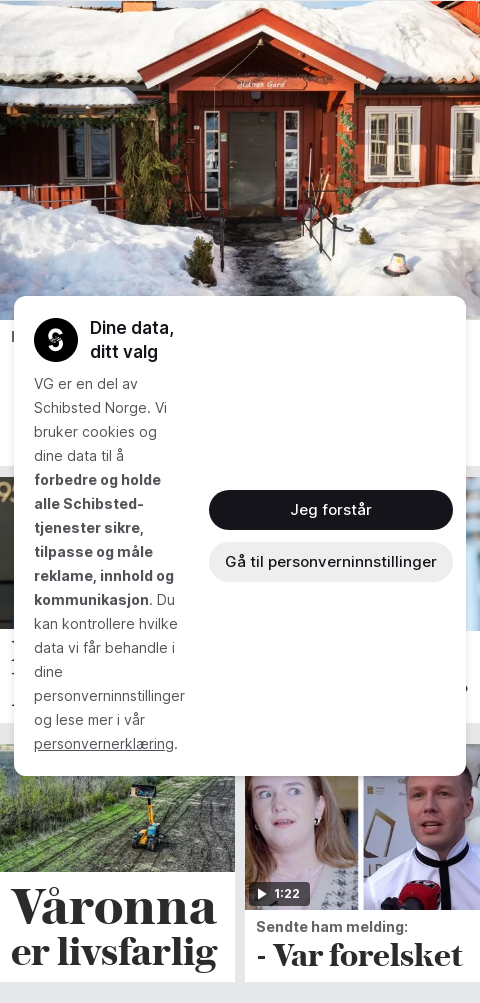 Holmen Gard
Dine data,
ditt valg
VG er en del av
Schibsted Norge. Vi
bruker cookies og
dine data til å
forbedre og holde
alle Schibsted-
tjenester sikre,
tilpasse og måle
reklame, innhold og
kommunikasjon. Du
kan kontrollere hvilke
data vi får behandle i
dine
personverninnstillinger
og lese mer i vår
personvernerklæring.
Jeg forstår
Gå til personverninnstillinger
1:22
Våronna
er livsfarlig
Sendte ham melding:
- Var forelsket